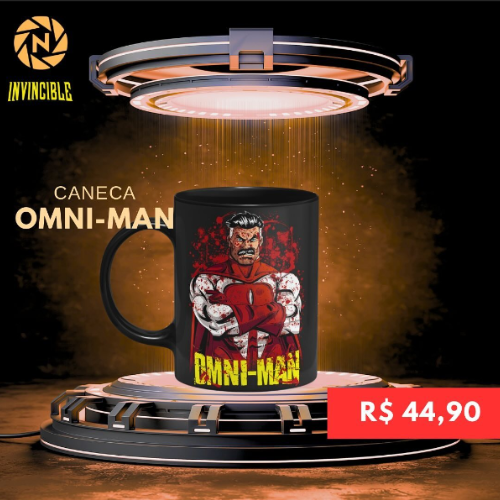 INVINCIBLE
CANECA
OMNI-MAN
OMNI-MAN
R$ 44,90